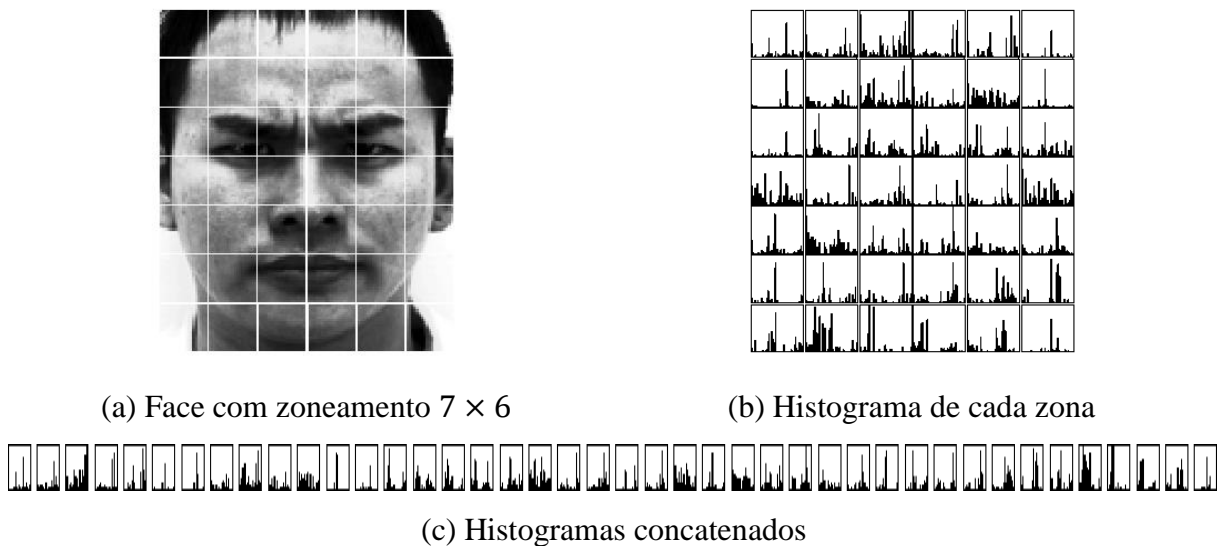 (a) Face com zoneamento 7 × 6
(b) Histograma de cada zona
(c) Histogramas concatenados